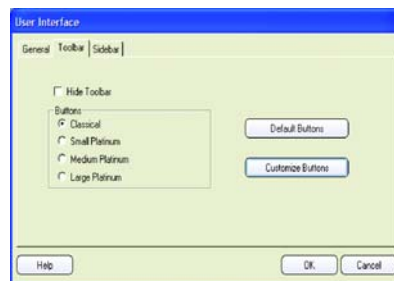 User Interface
General Toolbar Sidebar
Hide Toolbar
Buttons
Classical
Small Platinum
Medium Platinum
Large Platinum
Default Buttons
Customize Buttons
Help OK Cancel